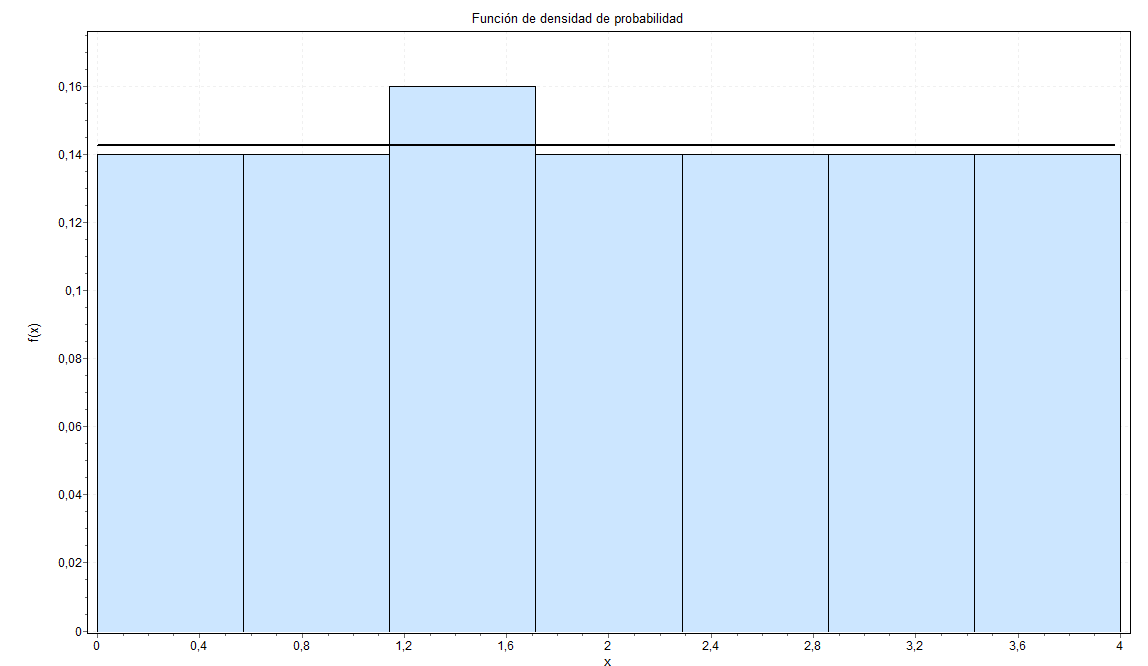 Función de densidad de probabilidad
0,16
0,14
0,12
0,1
0,08
0,06
0,04
0,02
0
f(x)
0 0,4 0,8 1,2 1,6 2 2,4 2,8 3,2 3,6 4
x